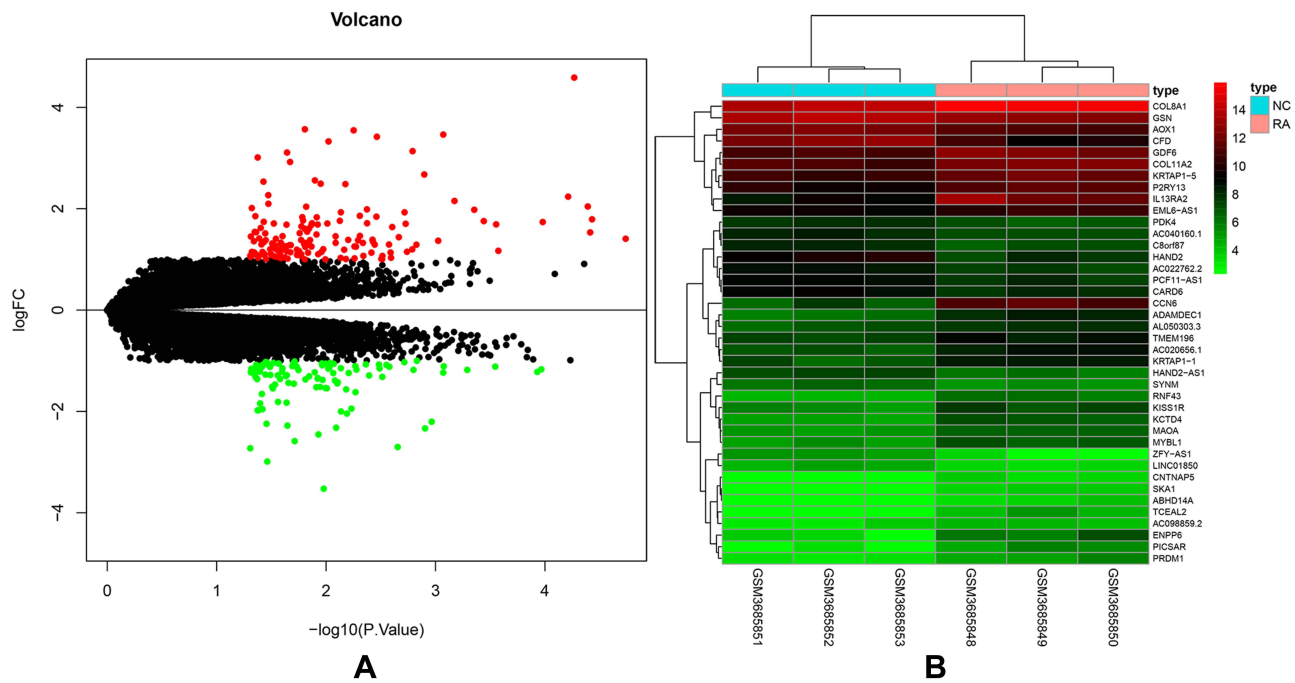 Volcano
logFC
4
2
0
−2
−4
0
1
2
3
4
−log10(P.Value)
A
type
COL8A1
GSN
AOX1
CFD
GDF6
COL11A2
KRTAP1−5
P2RY13
IL13RA2
EML6−AS1
PDK4
AC040160.1
C8orf87
HAND2
AC022762.2
PCF11−AS1
CARD6
CCN6
ADAMDEC1
AL050303.3
TMEM196
AC020656.1
KRTAP1−1
HAND2−AS1
SYNM
RNF43
KISS1R
KCTD4
MAOA
MYBL1
ZFY−AS1
LINC01850
CNTNAP5
SKA1
ABHD14A
TCEAL2
AC098859.2
ENPP6
PICSAR
PRDM1
GSM3685851
GSM3685852
GSM3685853
GSM3685848
GSM3685849
GSM3685850
14
12
10
8
6
4
type
NC
RA
B